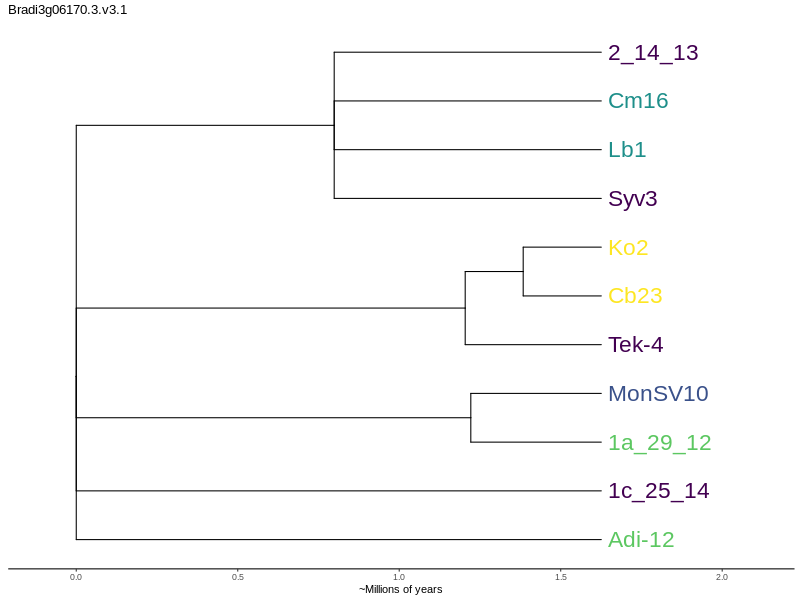 Bradi3g06170.3.v3.1
2_14_13
Cm16
Lb1
Syv3
Ko2
Cb23
Tek-4
MonSV10
1a_29_12
1c_25_14
Adi-12
0.0 0.5 1.0 1.5 2.0
~Millions of years